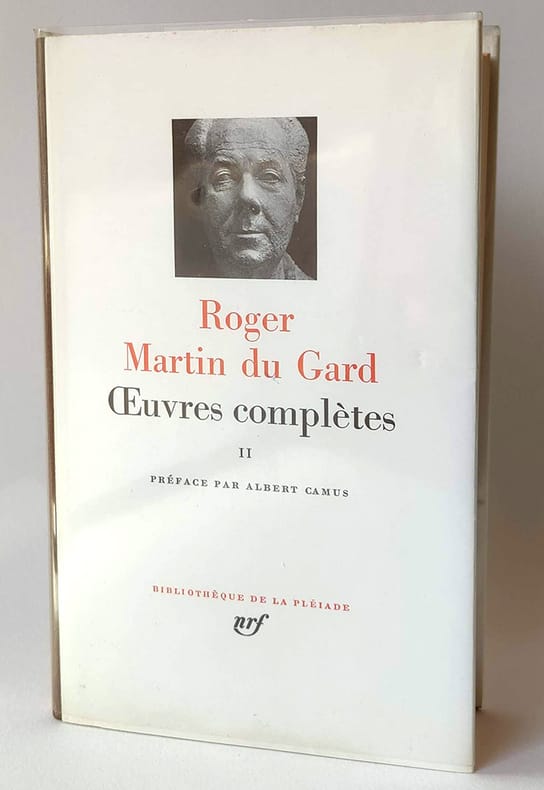 Roger
Martin du Gard
Œuvres complètes
II
PRÉFACE PAR ALBERT CAMUS
BIBLIOTHÈQUE DE LA PLÉIADE
nrf